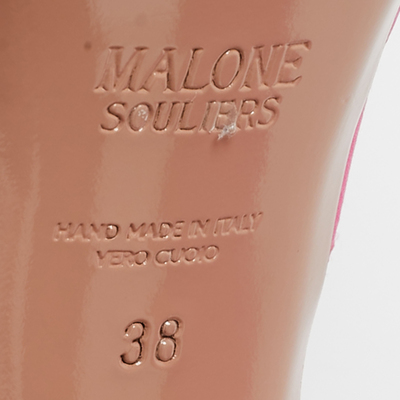 MALONE
SOULIERS
HAND MADE IN ITALY
VERO CUOIO
38